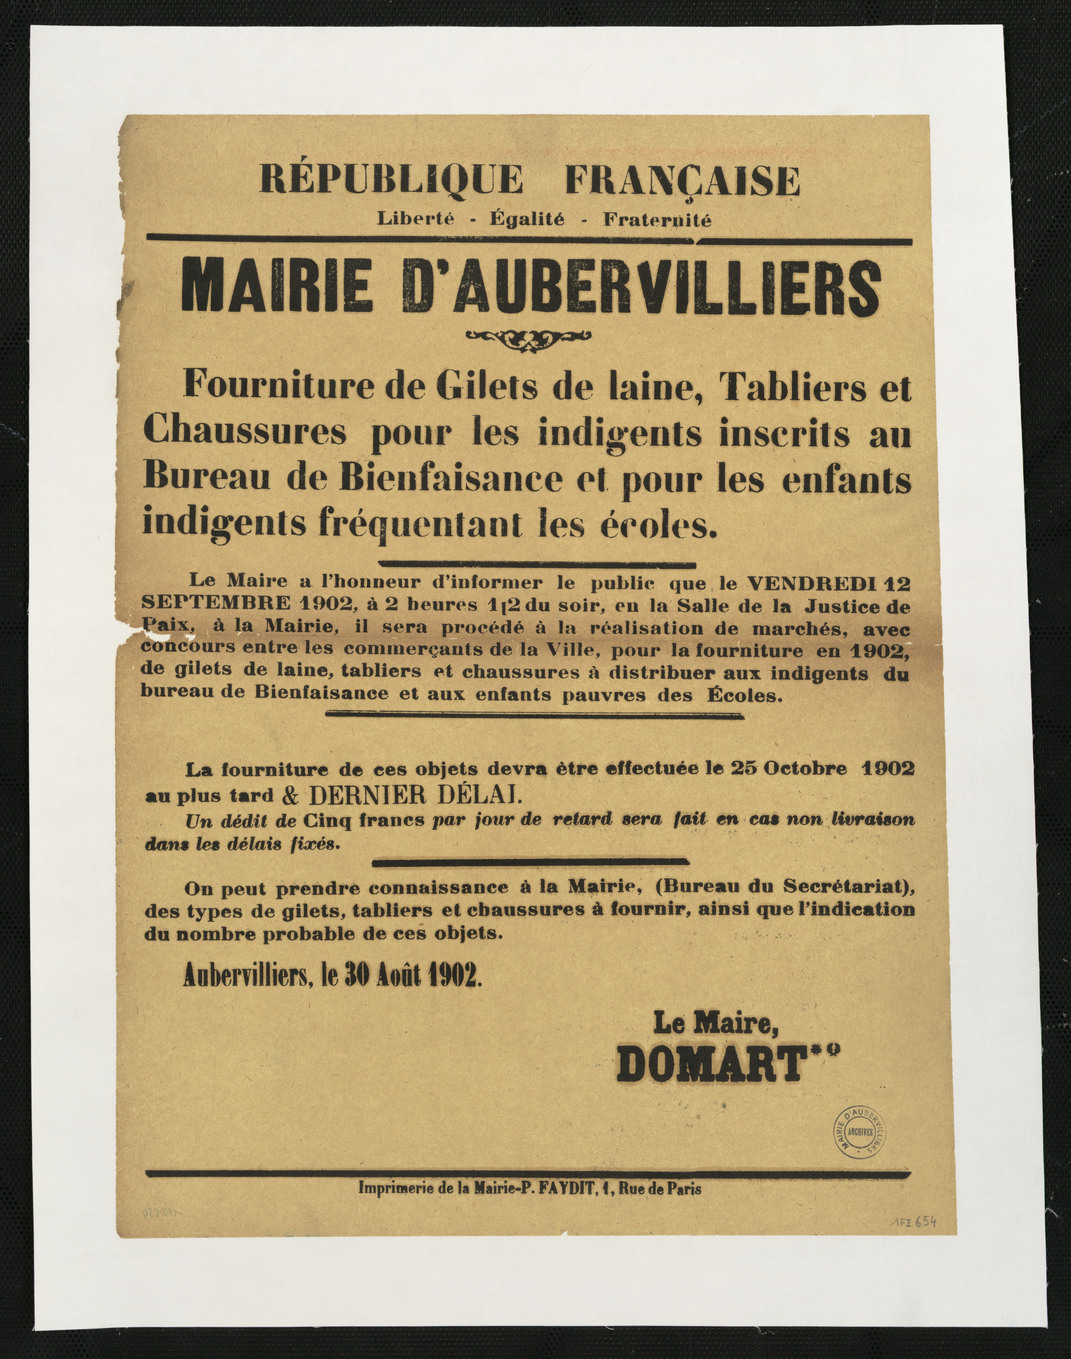 RÉPUBLIQUE FRANÇAISE
Liberté - Égalité - Fraternité
MAIRIE D'AUBERVILLIERS
Fourniture de Gilets de laine, Tabliers et
Chaussures pour les indigents inscrits au
Bureau de Bienfaisance et pour les enfants
indigents fréquentant les écoles.
Le Maire a l'honneur d'informer le public que le VENDREDI 12
SEPTEMBRE 1902, à 2 heures 1|2 du soir, en la Salle de la Justice de
Paix, à la Mairie, il sera procédé à la réalisation de marchés, avec
concours entre les commerçants de la Ville, pour la fourniture en 1902,
de gilets de laine, tabliers et chaussures à distribuer aux indigents du
bureau de Bienfaisance et aux enfants pauvres des Écoles.
La fourniture de ces objets devra être effectuée le 25 Octobre 1902
au plus tard & DERNIER DÉLAI.
Un dédit de Cinq francs par jour de retard sera fait en cas non livraison
dans les délais fixés.
On peut prendre connaissance à la Mairie, (Bureau du Secrétariat),
des types de gilets, tabliers et chaussures à fournir, ainsi que l'indication
du nombre probable de ces objets.
Aubervilliers, le 30 Août 1902.
Le Maire,
DOMART
MAIRIE D'AUBERVILLIERS
ARCHIVES
Imprimerie de la Mairie-P. FAYDIT, 1, Rue de Paris
1FI654